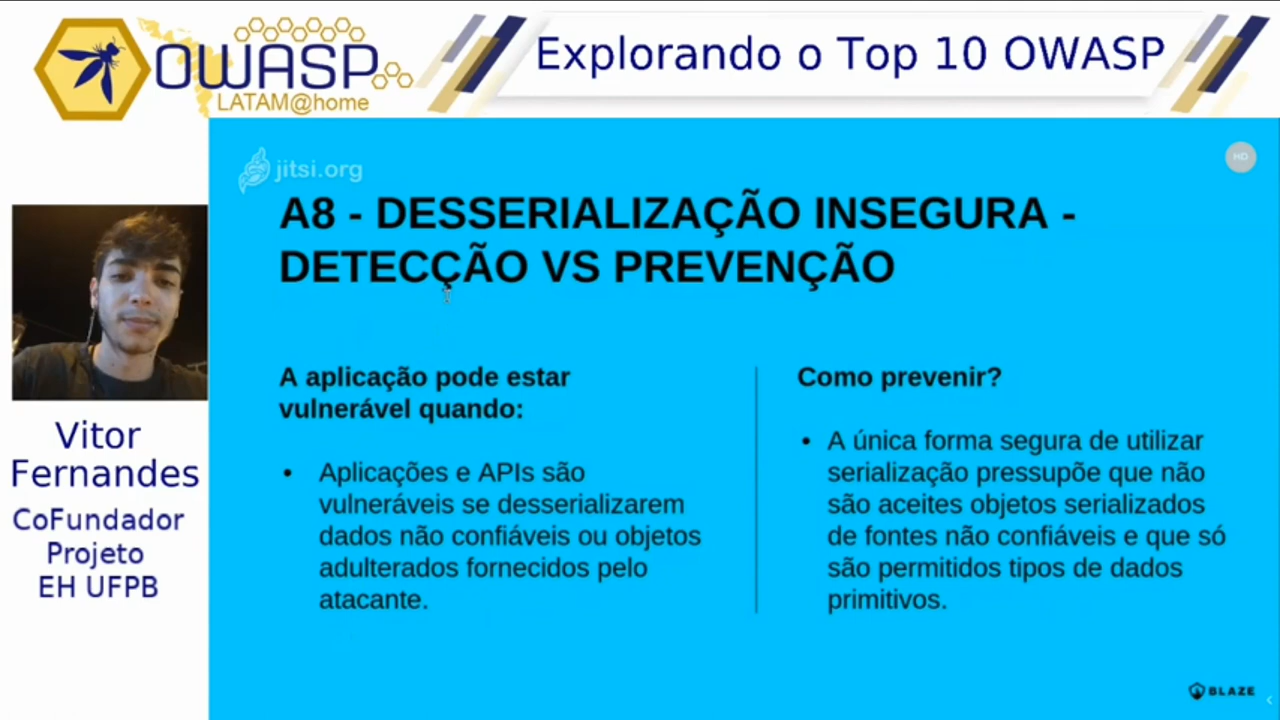 OWASP
LATAM@home
Explorando o Top 10 OWASP
jitsi.org
HD
A8 - DESSERIALIZAÇÃO INSEGURA -
DETECÇÃO VS PREVENÇÃO
A aplicação pode estar
vulnerável quando:
• Aplicações e APIs são
vulneráveis se desserializarem
dados não confiáveis ou objetos
adulterados fornecidos pelo
atacante.
Como prevenir?
• A única forma segura de utilizar
serialização pressupõe que não
são aceites objetos serializados
de fontes não confiáveis e que só
são permitidos tipos de dados
primitivos.
Vitor
Fernandes
CoFundador
Projeto
EH UFPB
BLAZE